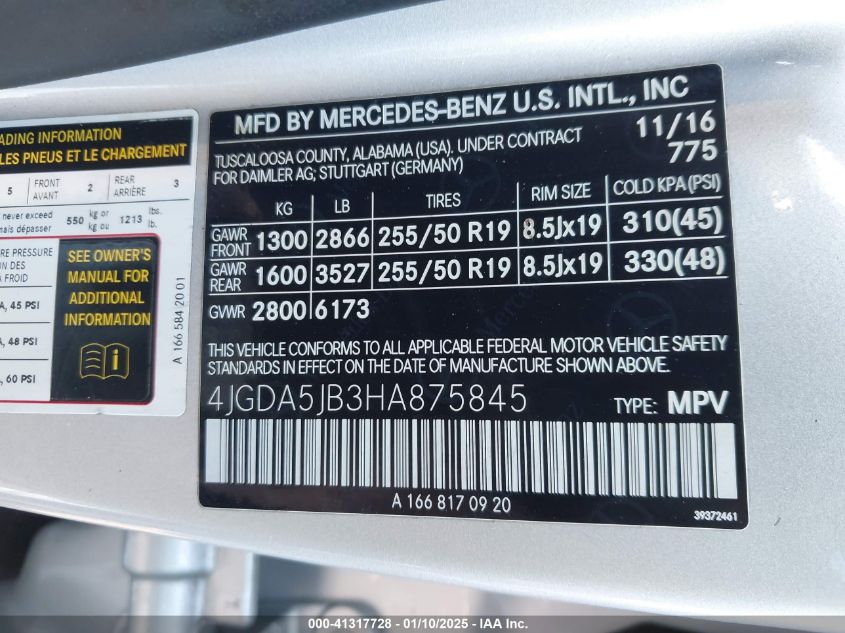 ADING INFORMATION
LES PNEUS ET LE CHARGEMENT
5 FRONT AVANT 2 REAR ARRIÈRE 3
never exceed
mais dépasser 550 kg or kg ou 1213 lbs. lb.
RE PRESSURE
UN DES
A FROID
A, 45 PSI
A, 48 PSI
, 60 PSI
SEE OWNER'S
MANUAL FOR
ADDITIONAL
INFORMATION
A 166 584 20 01
MFD BY MERCEDES-BENZ U.S. INTL., INC
TUSCALOOSA COUNTY, ALABAMA (USA). UNDER CONTRACT
FOR DAIMLER AG; STUTTGART (GERMANY)
11/16
775
KG LB TIRES RIM SIZE COLD KPA(PSI)
GAWR FRONT 1300 2866 255/50 R19 8.5Jx19 310(45)
GAWR REAR 1600 3527 255/50 R19 8.5Jx19 330(48)
GVWR 2800 6173
THIS VEHICLE CONFORMS TO ALL APPLICABLE FEDERAL MOTOR VEHICLE SAFETY
STANDARDS IN EFFECT ON THE DATE OF MANUFACTURE SHOWN ABOVE.
4JGDA5JB3HA875845 TYPE: MPV
A 166 817 09 20
39372461
000-41317728 - 01/10/2025 - IAA Inc.